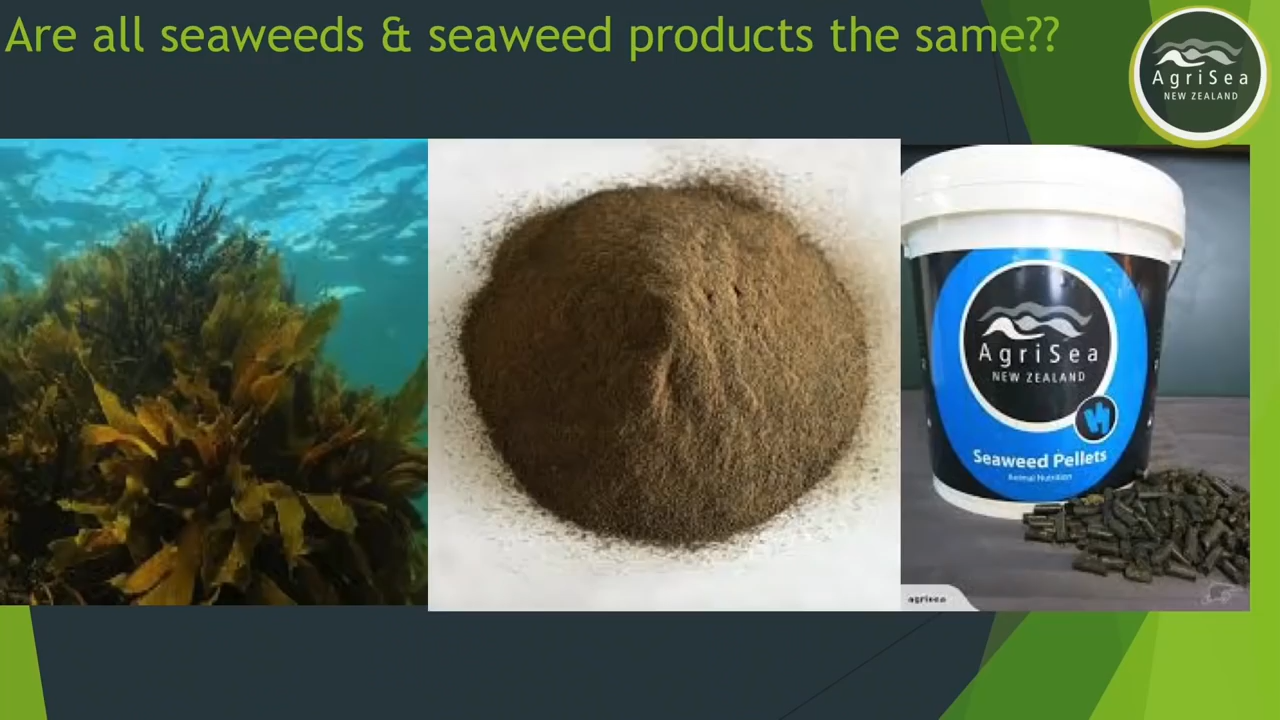 Are all seaweeds & seaweed products the same??
AgriSea
NEW ZEALAND
AgriSea
NEW ZEALAND
Seaweed Pellets
Animal Nutrition
agrisea